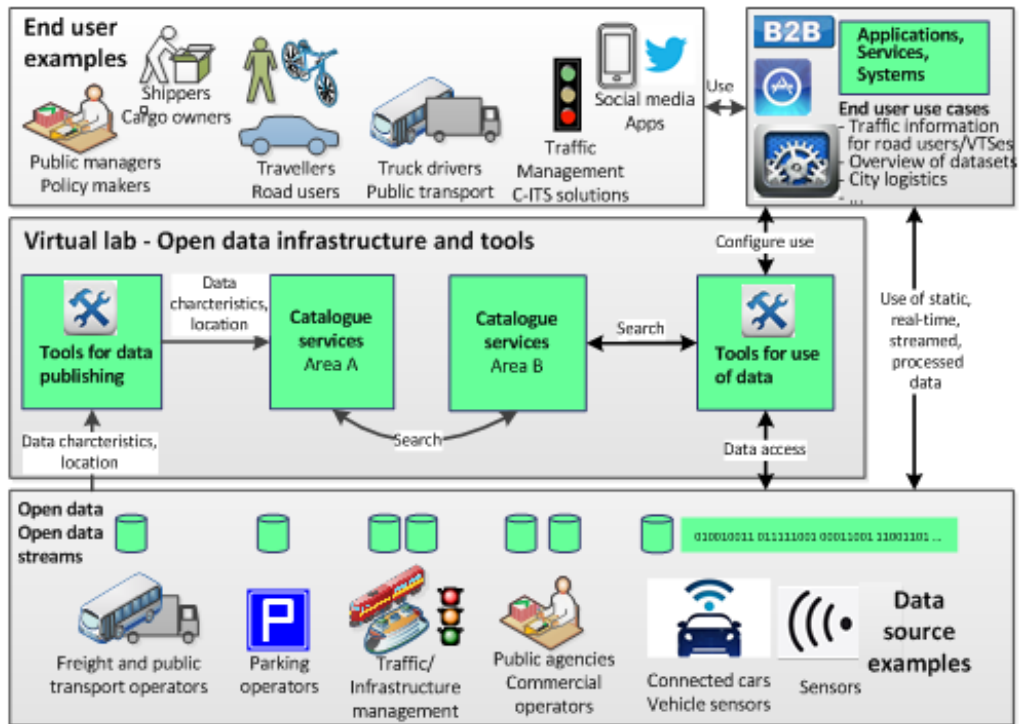 End user
examples
Shippers
Cargo owners
Public managers
Policy makers
Travellers
Road users
Truck drivers
Public transport
Traffic
Management
C-ITS solutions
Social media
Apps
Use
B2B
Applications,
Services,
Systems
End user use cases
- Traffic information
for road users/VTSes
- Overview of datasets
- City logistics
- ...
Virtual lab - Open data infrastructure and tools
Configure use
Tools for data
publishing
Data
charcteristics,
location
Catalogue
services
Area A
Catalogue
services
Area B
Search
Tools for use
of data
Use of static,
real-time,
streamed,
processed
data
Data charcteristics,
location
Search
Data access
Open data
Open data
streams
010010011 011111001 00011001 11001101 ...
Freight and public
transport operators
P
Parking
operators
Traffic/
Infrastructure
management
Public agencies
Commercial
operators
Connected cars
Vehicle sensors
Sensors
Data
source
examples